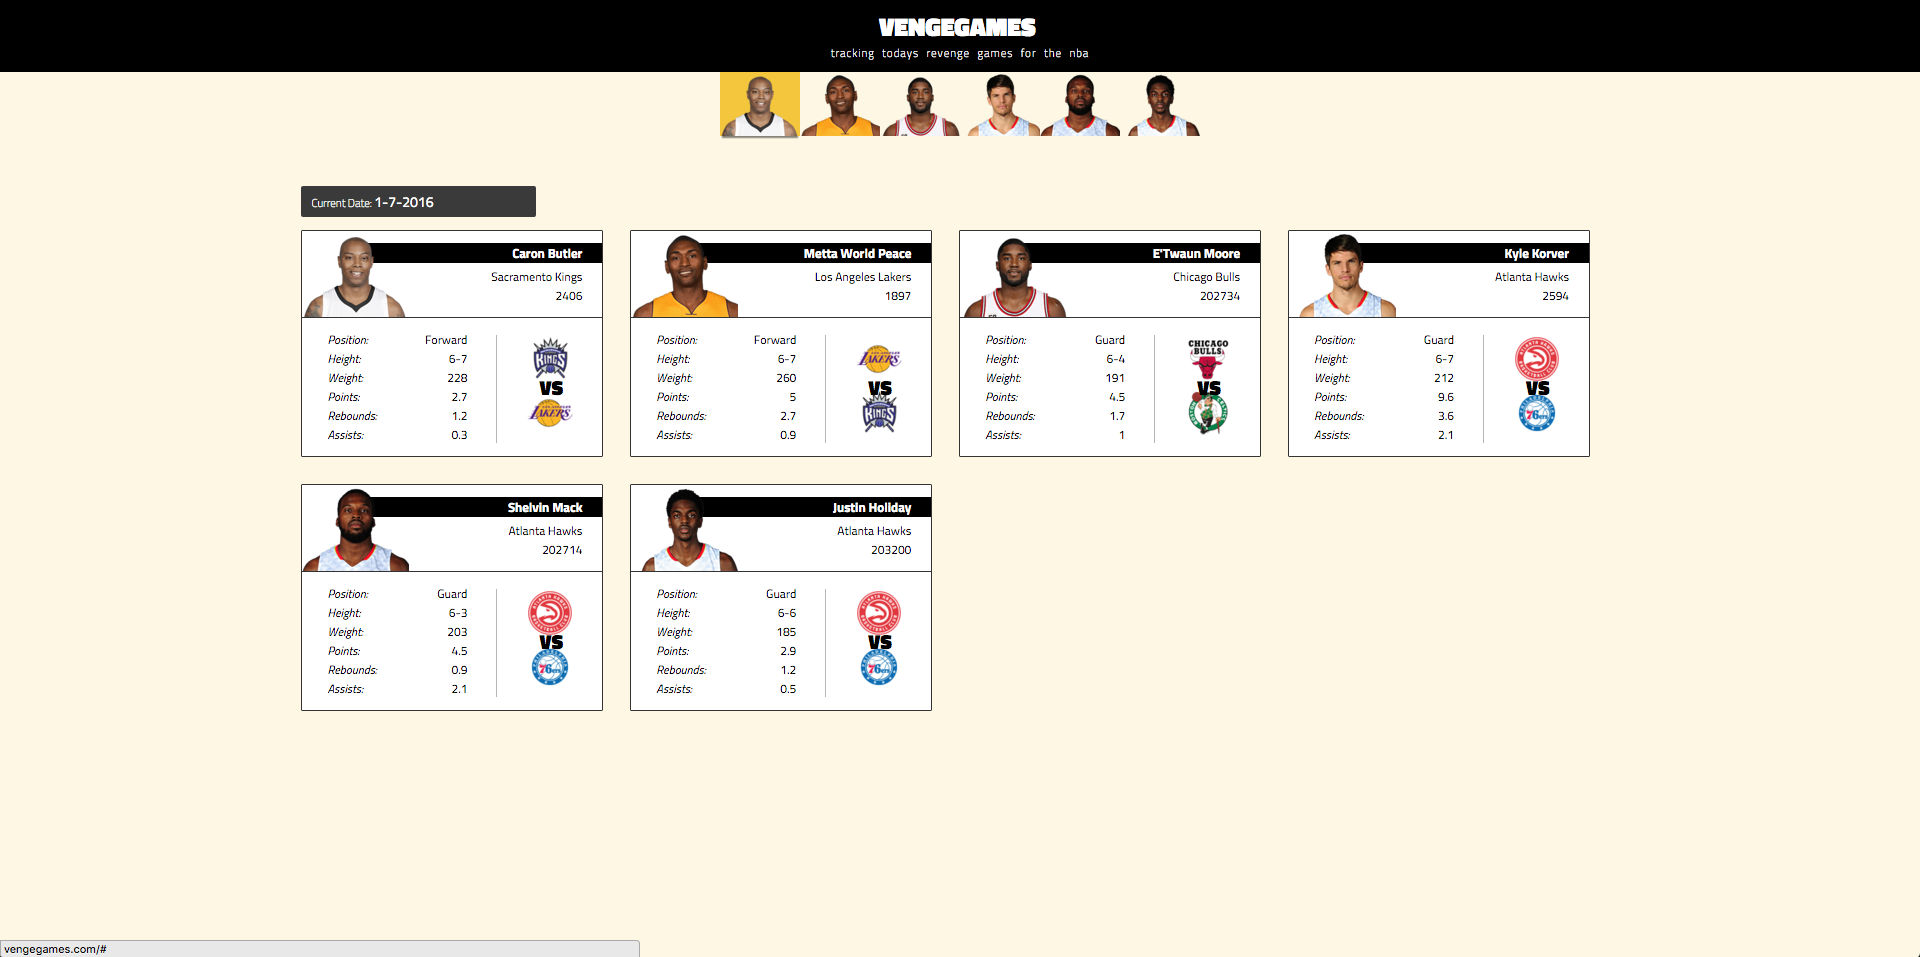 VENGEGAMES
tracking todays revenge games for the nba
Current Date: 1-7-2016
Caron Butler
Sacramento Kings
2406
Position: Forward
Height: 6-7
Weight: 228
Points: 2.7
Rebounds: 1.2
Assists: 0.3
KINGS
VS
LAKERS
Metta World Peace
Los Angeles Lakers
1897
Position: Forward
Height: 6-7
Weight: 260
Points: 5
Rebounds: 2.7
Assists: 0.9
LAKERS
VS
KINGS
E'Twaun Moore
Chicago Bulls
202734
Position: Guard
Height: 6-4
Weight: 191
Points: 4.5
Rebounds: 1.7
Assists: 1
CHICAGO
BULLS
VS
Kyle Korver
Atlanta Hawks
2594
Position: Guard
Height: 6-7
Weight: 212
Points: 9.6
Rebounds: 3.6
Assists: 2.1
VS
76ers
Shelvin Mack
Atlanta Hawks
202714
Position: Guard
Height: 6-3
Weight: 203
Points: 4.5
Rebounds: 0.9
Assists: 2.1
VS
76ers
Justin Holiday
Atlanta Hawks
203200
Position: Guard
Height: 6-6
Weight: 185
Points: 2.9
Rebounds: 1.2
Assists: 0.5
VS
76ers
vengegames.com/#